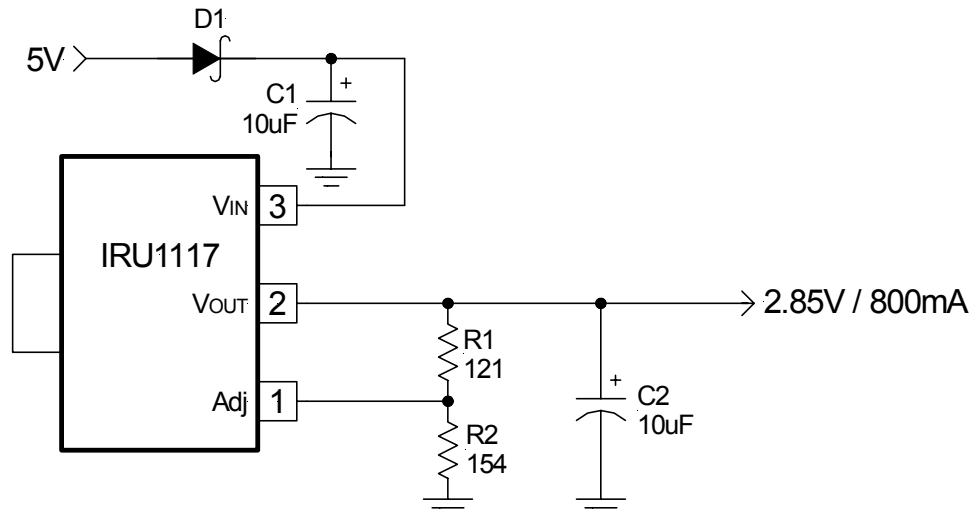 D1
5V
+
C1
10uF
VIN 3
IRU1117
VOUT 2
2.85V / 800mA
R1
121
+
C2
10uF
Adj 1
R2
154